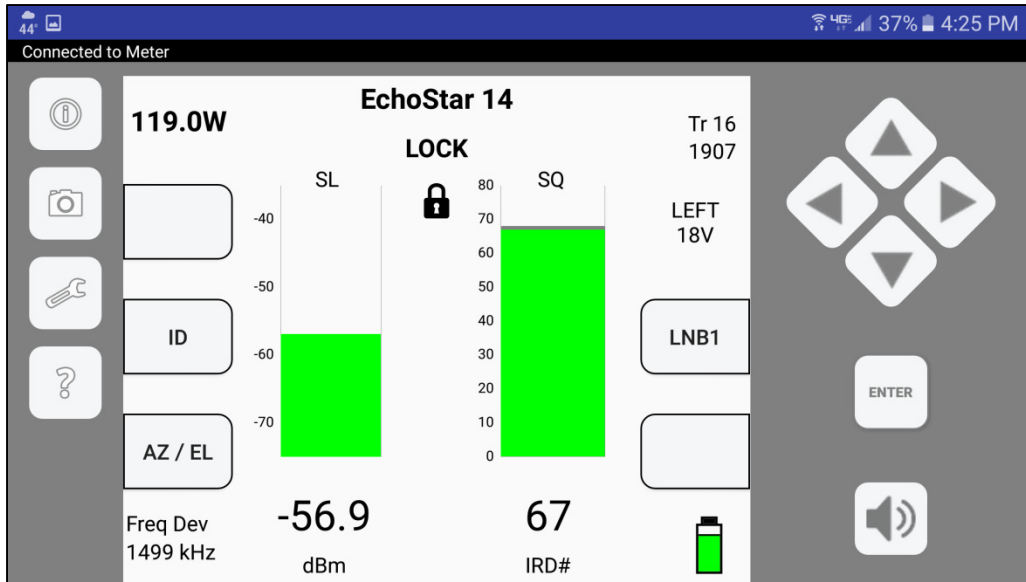 44°
4GE
37%
4:25 PM
Connected to Meter
EchoStar 14
119.0W
Tr 16
1907
LOCK
SL
SQ
-40
-50
-60
-70
80
70
60
50
40
30
20
10
0
LEFT
18V
ID
LNB1
ENTER
AZ / EL
Freq Dev
1499 kHz
-56.9
dBm
67
IRD#